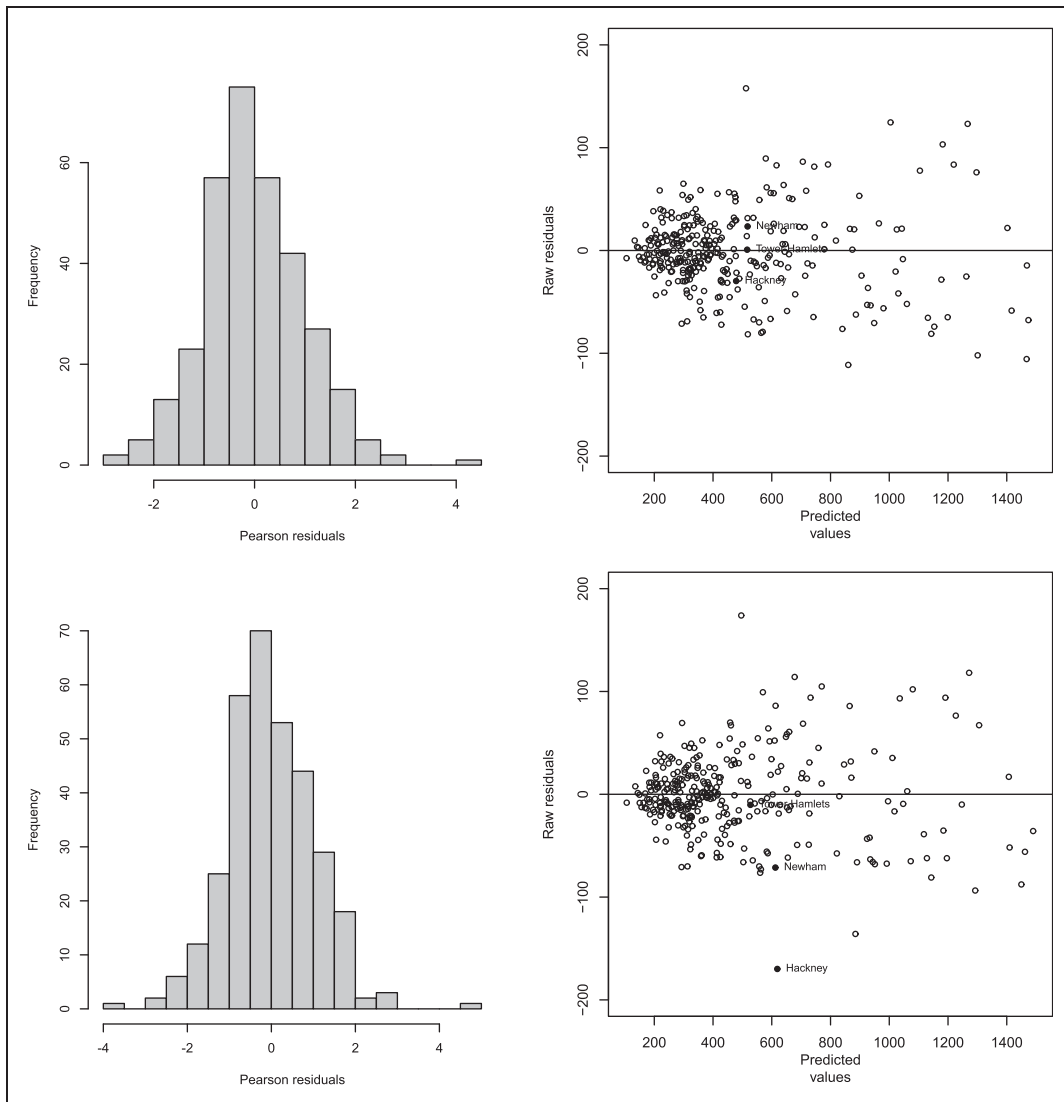 Frequency
0
20
40
60
-2
0
2
4
Pearson residuals
Raw residuals
200
100
0
−100
−200
Newham
Tower Hamlets
Hackney
200 400 600 800 1000 1200 1400
Predicted
values
Frequency
0
10
20
30
40
50
60
70
-4
-2
0
2
4
Pearson residuals
Raw residuals
200
100
0
−100
−200
Tower Hamlets
Newham
Hackney
200 400 600 800 1000 1200 1400
Predicted
values